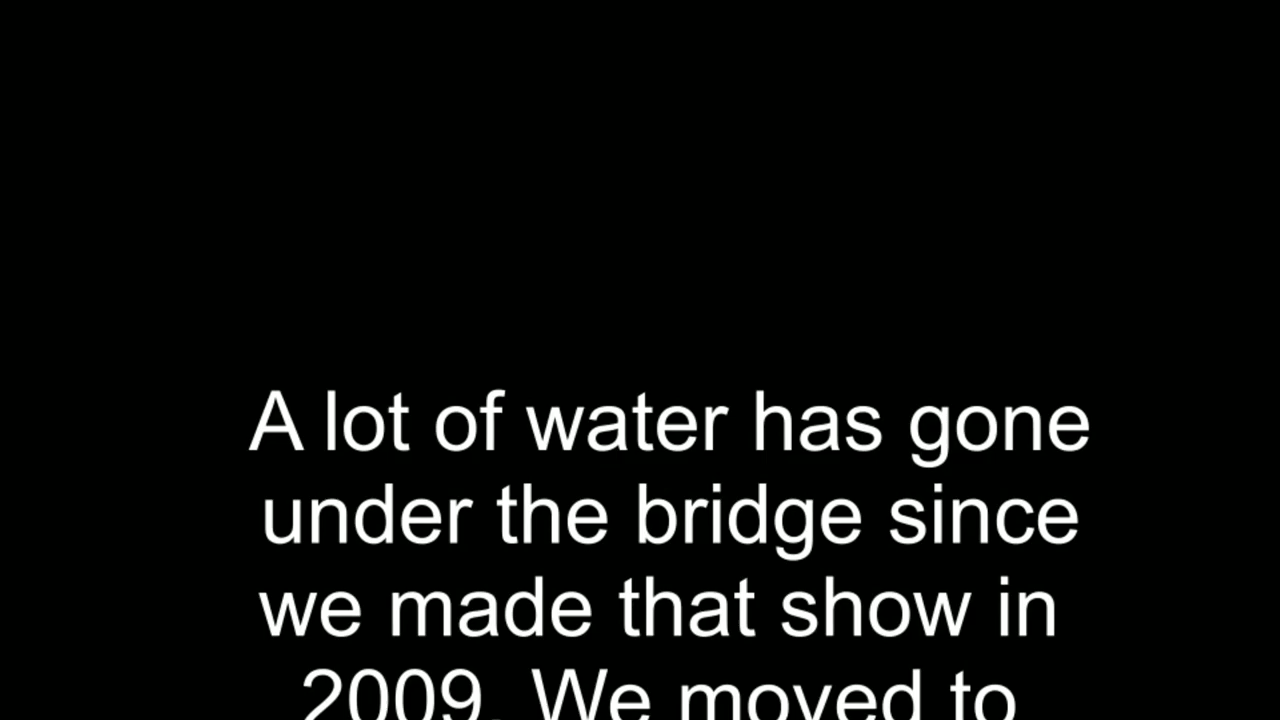 A lot of water has gone
under the bridge since
we made that show in
2009. We moved to